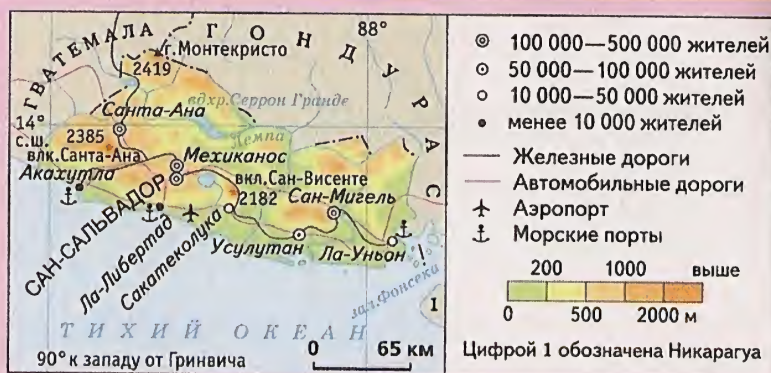 ГВАТЕМАЛА
ГОНДУРАС
88°
г. Монтекристо
2419
вдхр. Серрон Гранде
Санта-Ана
14°
с.ш.
Лемпа
2385
влк. Санта-Ана
Мехиканос
Акахутла
вкл. Сан-Висенте
2182
Сан-Мигель
САН-САЛЬВАДОР
Ла-Либертад
Сакатеколука
Усулутан
Ла-Уньон
зал. Фонсека
1
ТИХИЙ ОКЕАН
90° к западу от Гринвича
0 65 км
100 000—500 000 жителей
50 000—100 000 жителей
10 000—50 000 жителей
менее 10 000 жителей
Железные дороги
Автомобильные дороги
Аэропорт
Морские порты
200 1000 выше
0 500 2000 м
Цифрой 1 обозначена Никарагуа